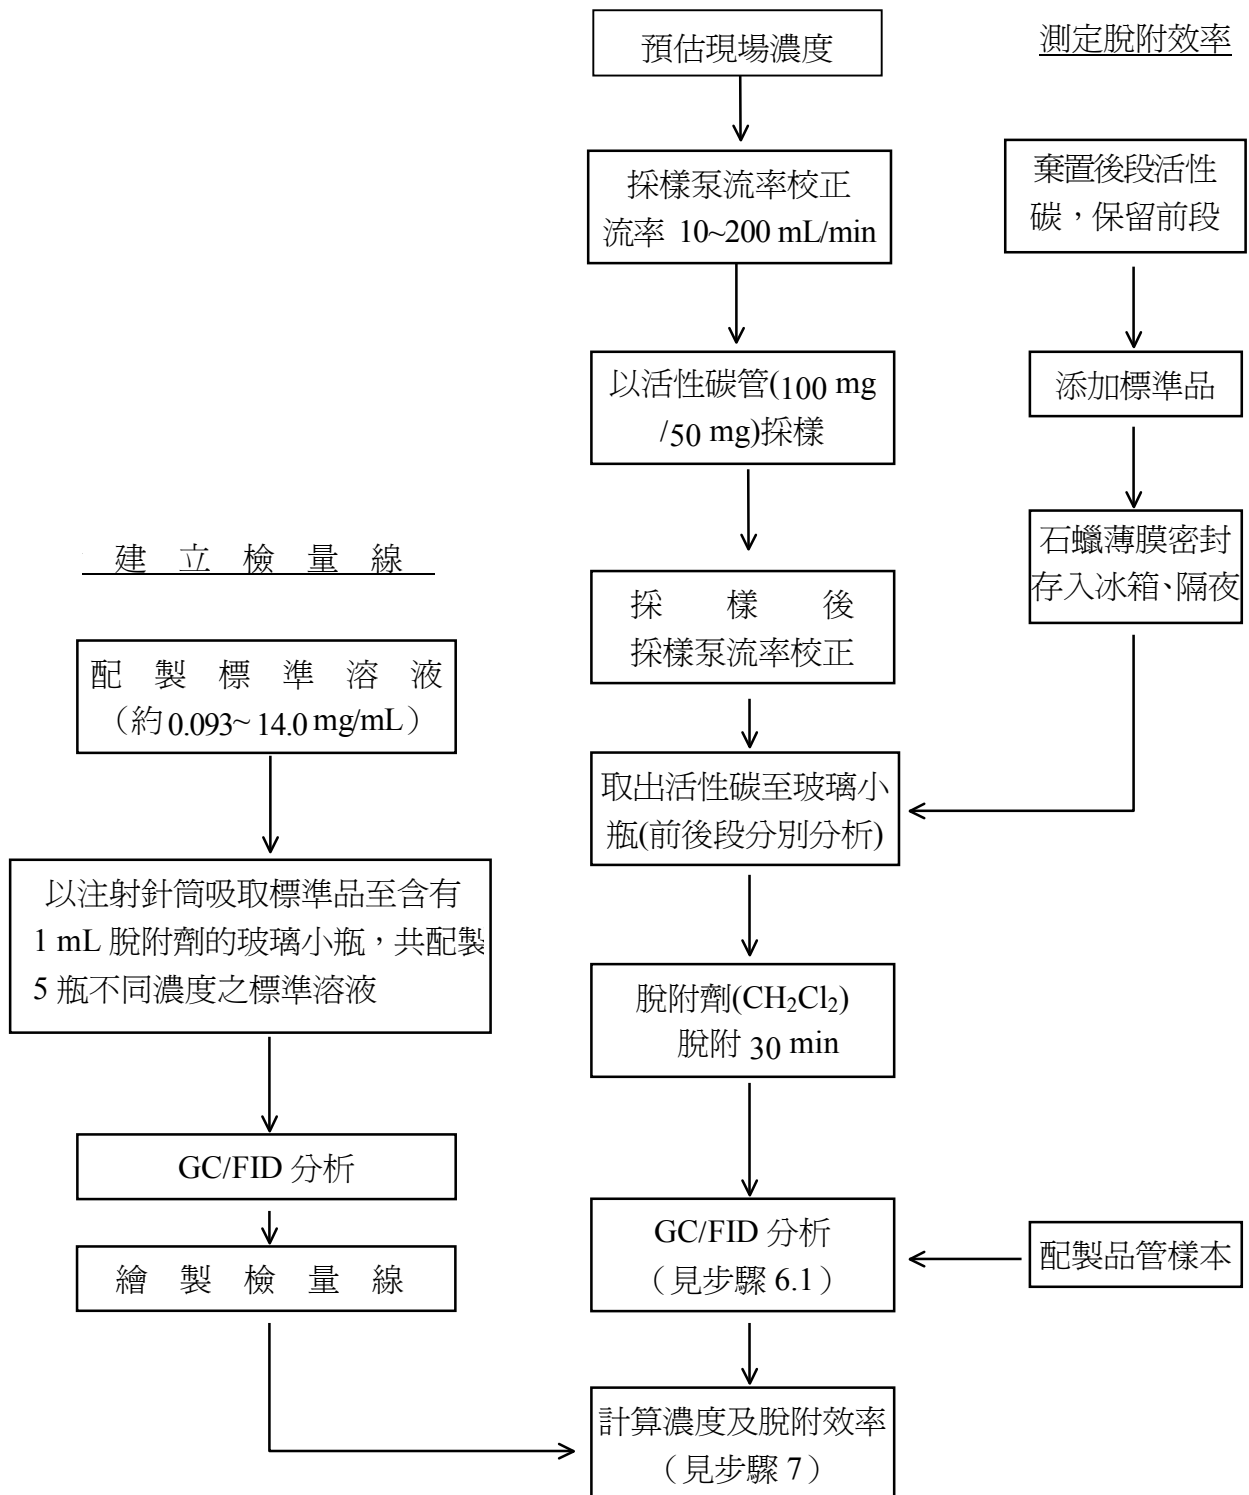 預估現場濃度
採樣泵流率校正
流率 10~200 mL/min
以活性碳管(100 mg
/50 mg)採樣
採樣後
採樣泵流率校正
取出活性碳至玻璃小
瓶(前後段分別分析)
脫附劑(CH₂Cl₂)
脫附 30 min
GC/FID 分析
（見步驟 6.1）
計算濃度及脫附效率
（見步驟 7）
測定脫附效率
棄置後段活性
碳，保留前段
添加標準品
石蠟薄膜密封
存入冰箱、隔夜
配製品管樣本
建立檢量線
配製標準溶液
（約 0.093~ 14.0 mg/mL）
以注射針筒吸取標準品至含有
1 mL 脫附劑的玻璃小瓶，共配製
5 瓶不同濃度之標準溶液
GC/FID 分析
繪製檢量線